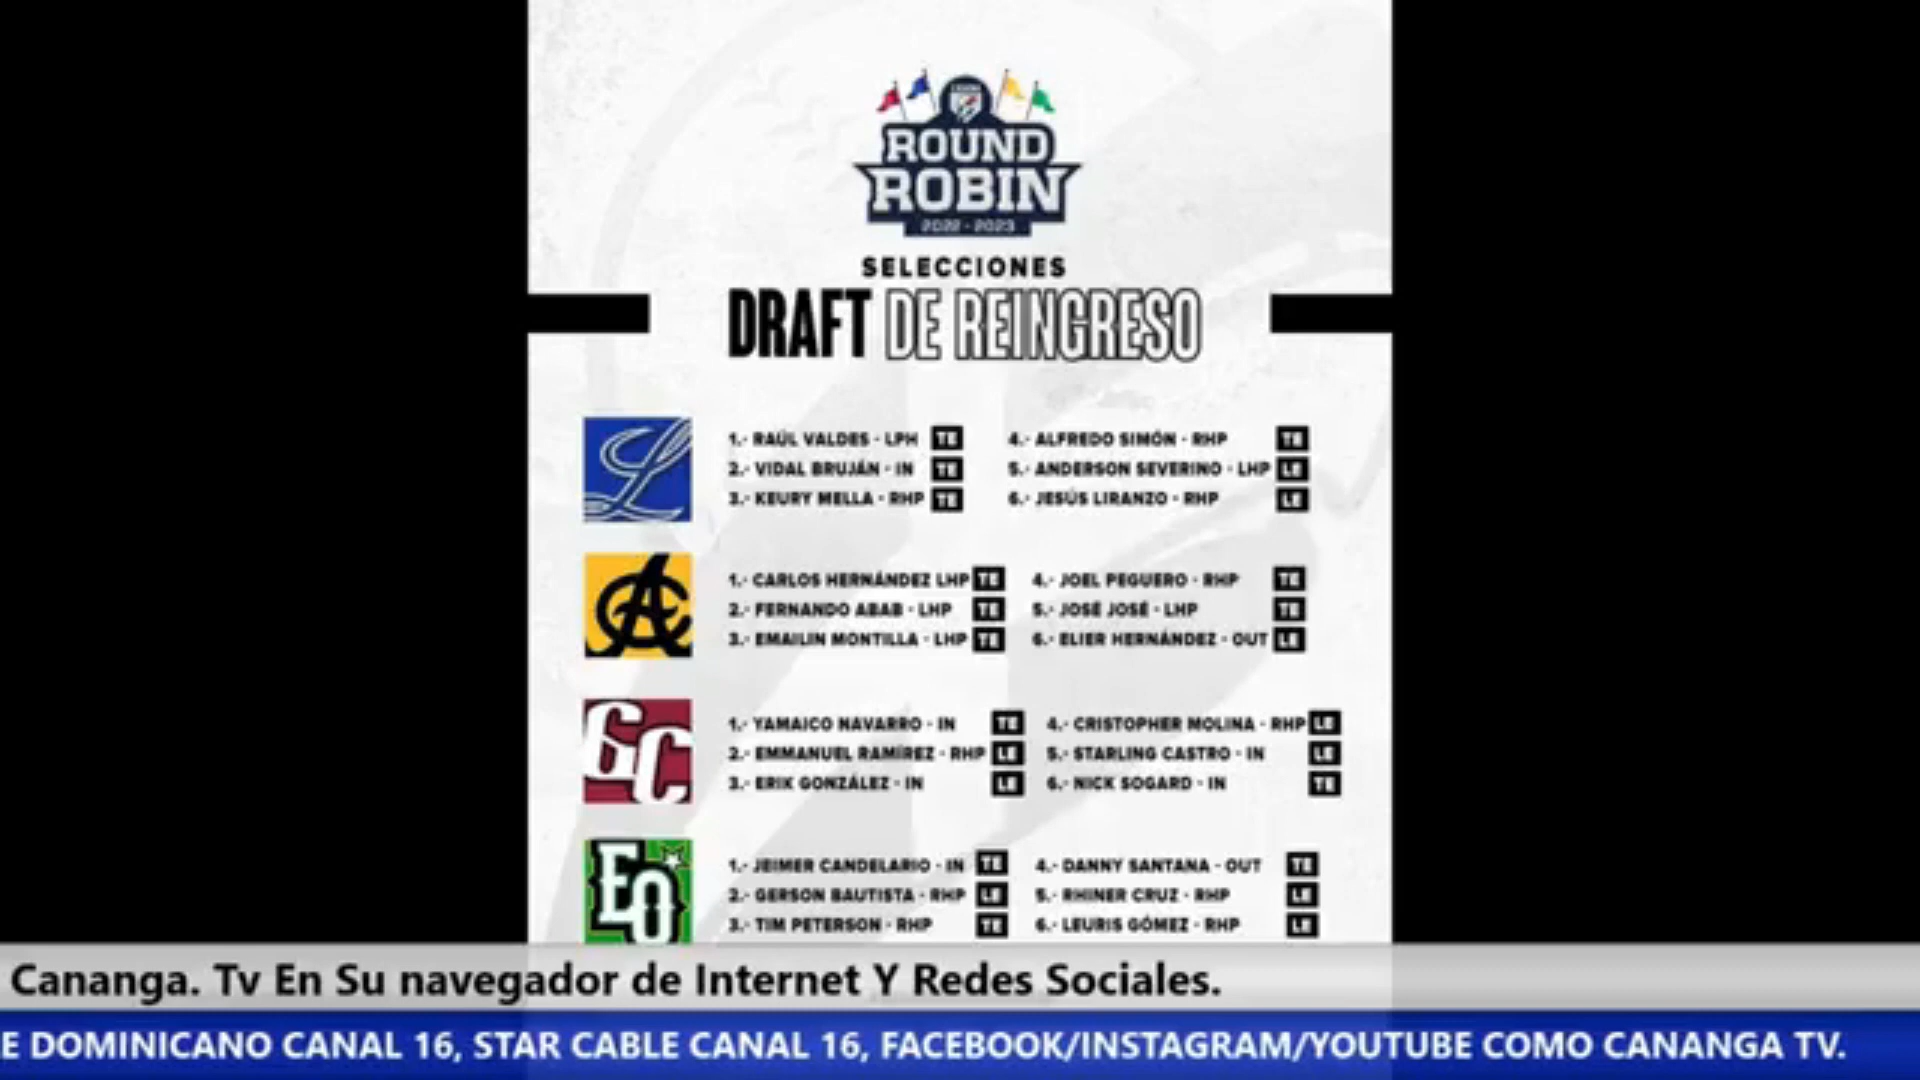 ROUND
ROBIN
2022 - 2023
SELECCIONES
DRAFT DE REINGRESO
L
1.- RAÚL VALDES - LPH TE
2.- VIDAL BRUJÁN - IN TE
3.- KEURY MELLA - RHP TE
4.- ALFREDO SIMÓN - RHP TE
5.- ANDERSON SEVERINO - LHP LE
6.- JESÚS LIRANZO - RHP LE
AC
1.- CARLOS HERNÁNDEZ LHP TE
2.- FERNANDO ABAB - LHP TE
3.- EMAILIN MONTILLA - LHP TE
4.- JOEL PEGUERO - RHP TE
5.- JOSÉ JOSÉ - LHP TE
6.- ELIER HERNÁNDEZ - OUT LE
GC
1.- YAMAICO NAVARRO - IN TE
2.- EMMANUEL RAMÍREZ - RHP LE
3.- ERIK GONZÁLEZ - IN LE
4.- CRISTOPHER MOLINA - RHP LE
5.- STARLING CASTRO - IN LE
6.- NICK SOGARD - IN TE
EO
1.- JEIMER CANDELARIO - IN TE
2.- GERSON BAUTISTA - RHP LE
3.- TIM PETERSON - RHP TE
4.- DANNY SANTANA - OUT TE
5.- RHINER CRUZ - RHP LE
6.- LEURIS GÓMEZ - RHP LE
Cananga. Tv En Su navegador de Internet Y Redes Sociales.
E DOMINICANO CANAL 16, STAR CABLE CANAL 16, FACEBOOK/INSTAGRAM/YOUTUBE COMO CANANGA TV.